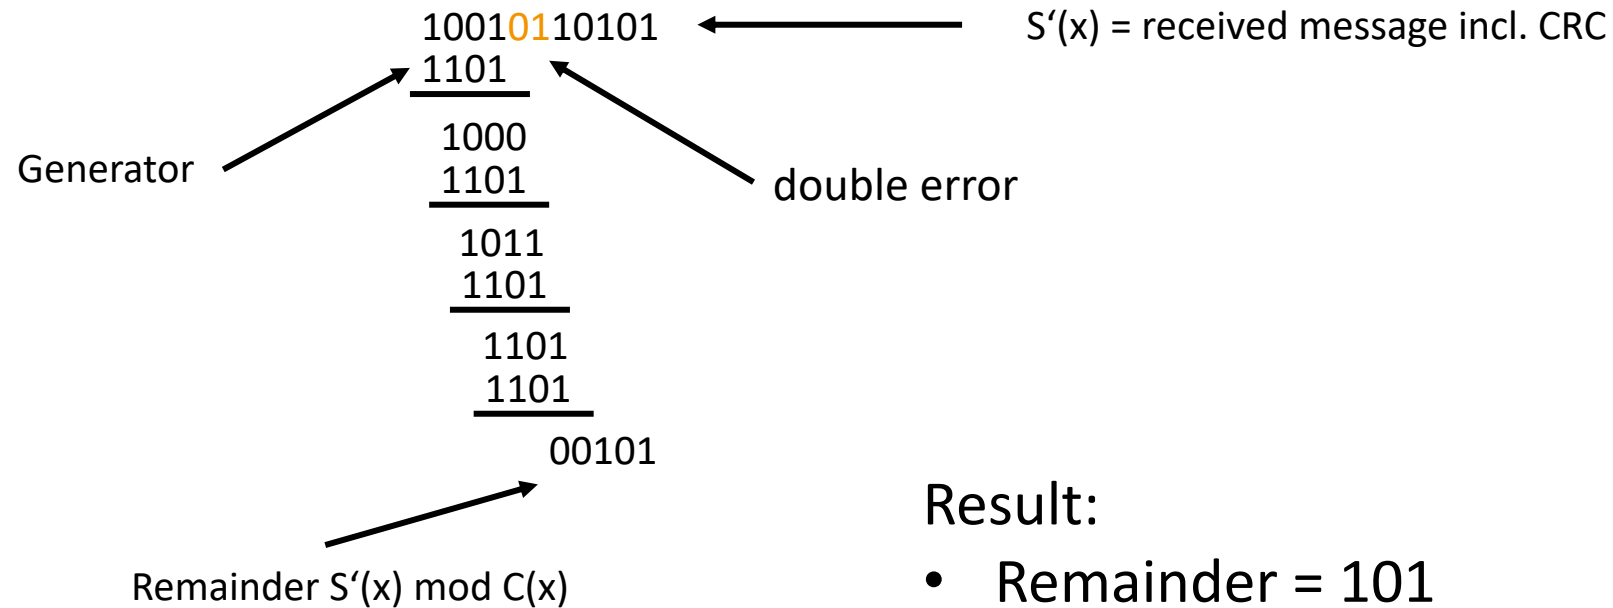 10010110101
S‘(x) = received message incl. CRC
1101
1000
Generator
1101
double error
1011
1101
1101
1101
00101
Result:
Remainder S‘(x) mod C(x)
• Remainder = 101